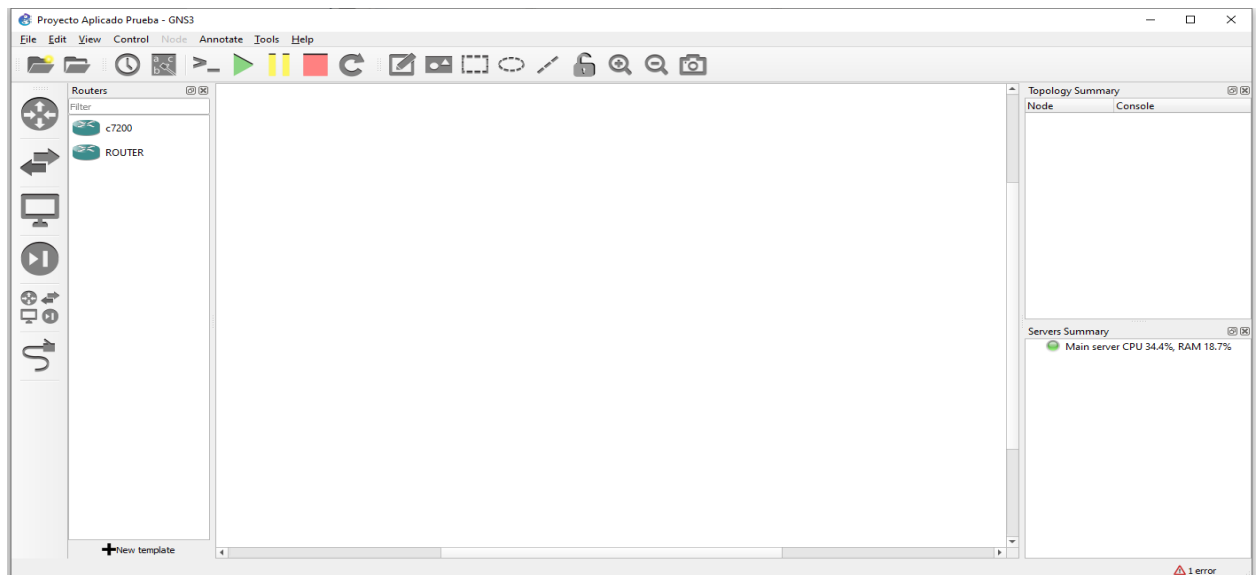 Proyecto Aplicado Prueba - GNS3
File Edit View Control Node Annotate Tools Help
Routers
Filter
c7200
ROUTER
New template
Topology Summary
Node Console
Servers Summary
Main server CPU 34.4%, RAM 18.7%
1 error